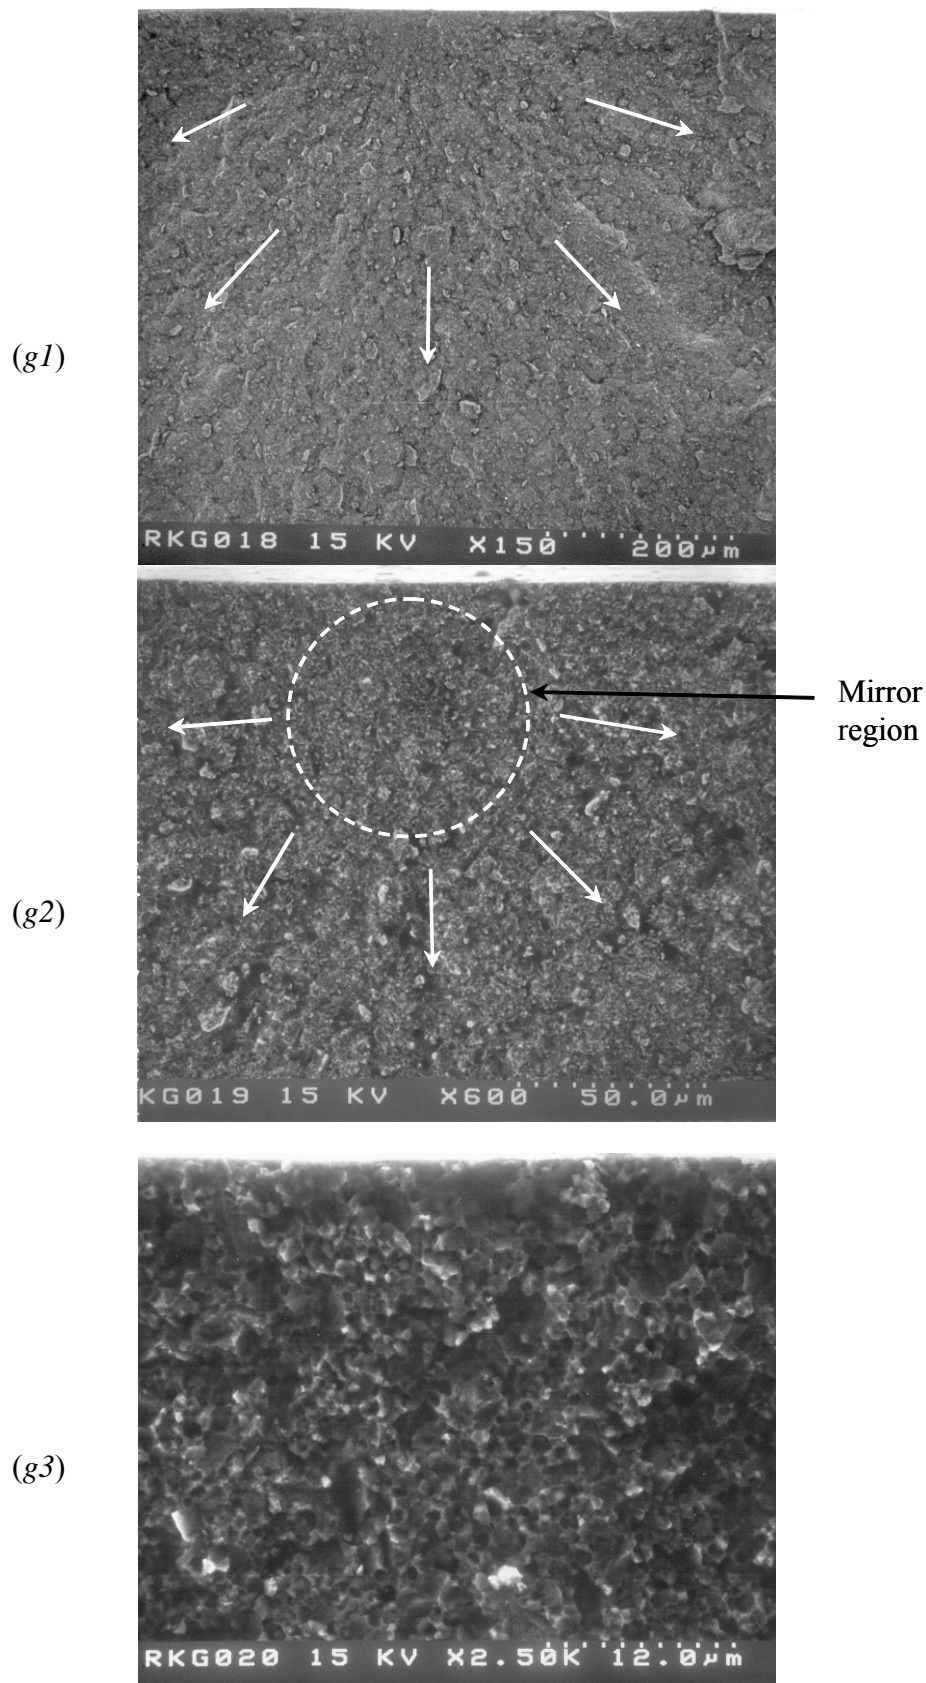 (g1)
RKG018 15 KV X150 200µm
Mirror
region
(g2)
KG019 15 KV X600 50.0µm
(g3)
RKG020 15 KV X2.50K 12.0µm